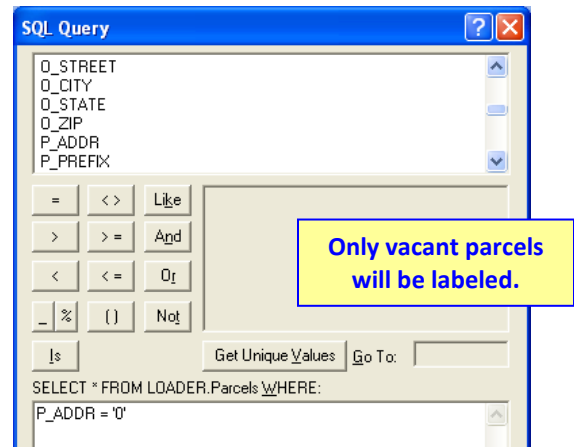 SQL Query
O_STREET
O_CITY
O_STATE
O_ZIP
P_ADDR
P_PREFIX
= <> Like
> >= And
< <= Or
_ % () Not
Is Get Unique Values Go To:
Only vacant parcels
will be labeled.
SELECT * FROM LOADER.Parcels WHERE:
P_ADDR = '0'